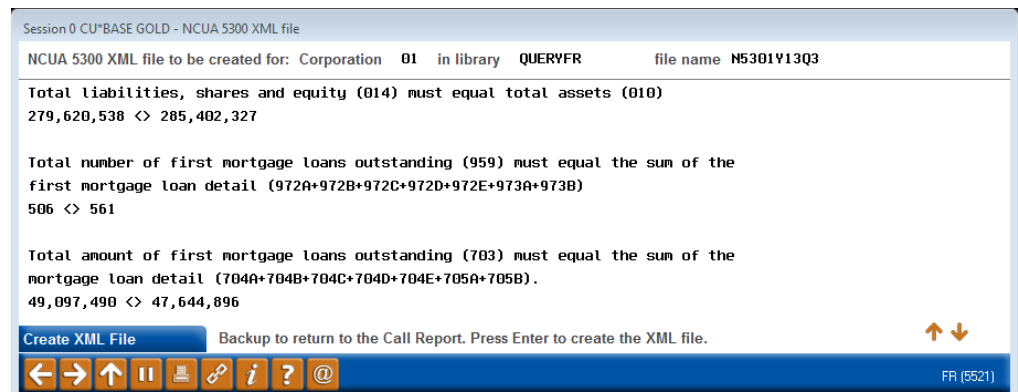 Session 0 CU*BASE GOLD - NCUA 5300 XML file
NCUA 5300 XML file to be created for: Corporation 01 in library QUERYFR file name N5301Y13Q3
Total liabilities, shares and equity (014) must equal total assets (010)
279,620,538 <> 285,402,327
Total number of first mortgage loans outstanding (959) must equal the sum of the
first mortgage loan detail (972A+972B+972C+972D+972E+973A+973B)
506 <> 561
Total amount of first mortgage loans outstanding (703) must equal the sum of the
mortgage loan detail (704A+704B+704C+704D+704E+705A+705B).
49,097,490 <> 47,644,896
Create XML File Backup to return to the Call Report. Press Enter to create the XML file.
i ? @ FR (5521)